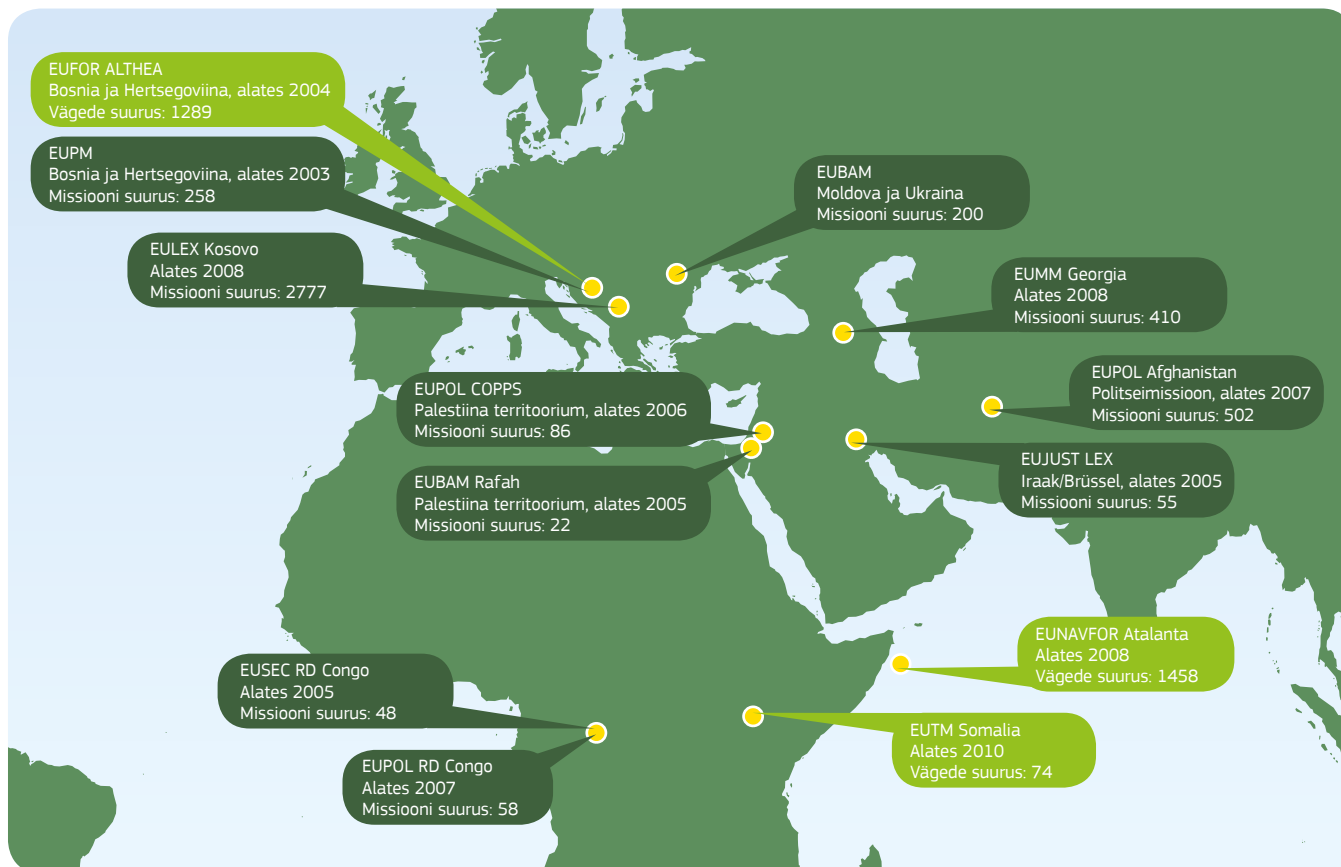 EUFOR ALTHEA
Bosnia ja Hertsegoviina, alates 2004
Vägede suurus: 1289
EUPM
Bosnia ja Hertsegoviina, alates 2003
Missiooni suurus: 258
EULEX Kosovo
Alates 2008
Missiooni suurus: 2777
EUBAM
Moldova ja Ukraina
Missiooni suurus: 200
EUMM Georgia
Alates 2008
Missiooni suurus: 410
EUPOL COPPS
Palestiina territoorium, alates 2006
Missiooni suurus: 86
EUPOL Afghanistan
Politseimissioon, alates 2007
Missiooni suurus: 502
EUBAM Rafah
Palestiina territoorium, alates 2005
Missiooni suurus: 22
EUJUST LEX
Iraak/Brüssel, alates 2005
Missiooni suurus: 55
EUNAVFOR Atalanta
Alates 2008
Vägede suurus: 1458
EUSEC RD Congo
Alates 2005
Missiooni suurus: 48
EUTM Somalia
Alates 2010
Vägede suurus: 74
EUPOL RD Congo
Alates 2007
Missiooni suurus: 58